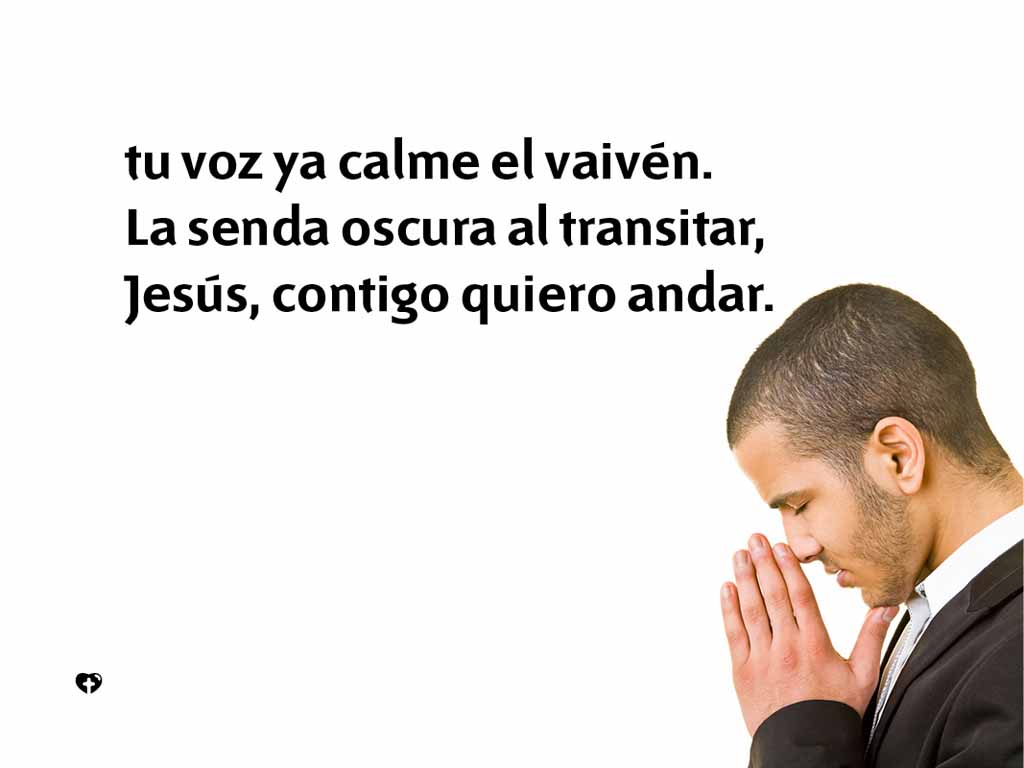 tu voz ya calme el vaivén.
La senda oscura al transitar,
Jesús, contigo quiero andar.